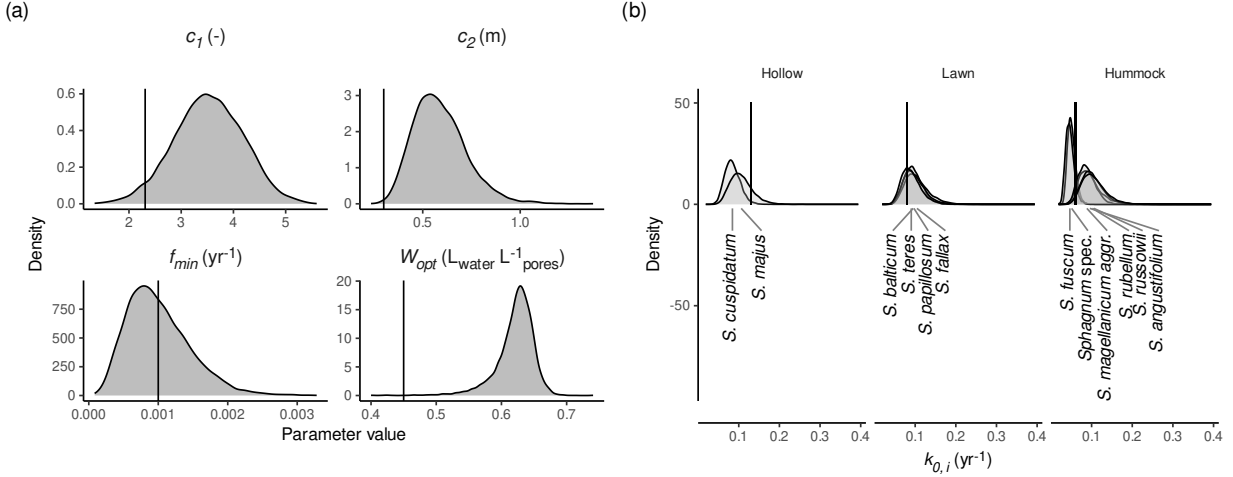 (a)
c1 (-)
c2 (m)
0.6
0.4
0.2
0.0
2 3 4 5
3
2
1
0
0.5 1.0
Density
fmin (yr-1)
Wopt (Lwater L-1pores)
750
500
250
0
0.000 0.001 0.002 0.003
20
15
10
5
0
0.4 0.5 0.6 0.7
Parameter value
(b)
Hollow Lawn Hummock
50
0
-50
Density
S. cuspidatum
S. majus
S. balticum
S. teres
S. papillosum
S. fallax
S. fuscum
Sphagnum spec.
S. magellanicum aggr.
S. rubellum
S. russowii
S. angustifolium
0.1 0.2 0.3 0.4 0.1 0.2 0.3 0.4 0.1 0.2 0.3 0.4
k0, i (yr-1)